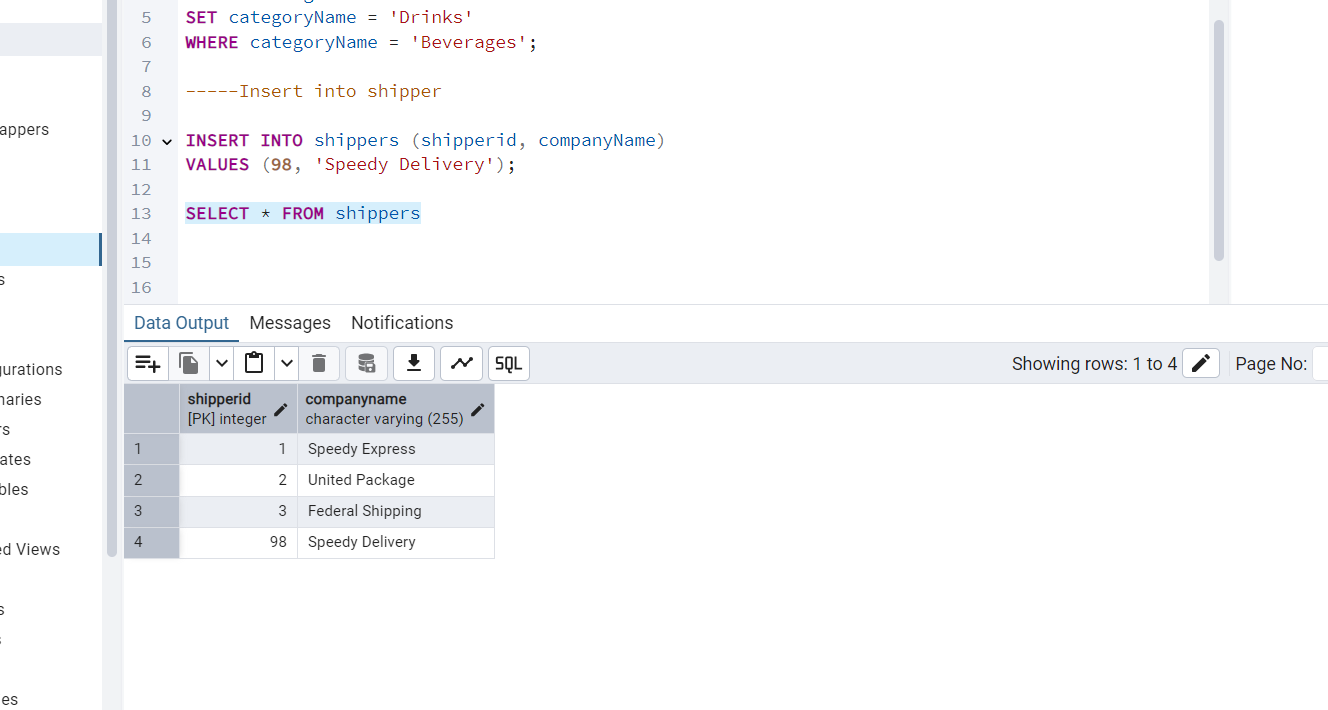 5 SET categoryName = 'Drinks'
6 WHERE categoryName = 'Beverages';
7
8 -----Insert into shipper
9
10 INSERT INTO shippers (shipperid, companyName)
11 VALUES (98, 'Speedy Delivery');
12
13 SELECT * FROM shippers
14
15
16
appers
s
gurations
naries
rs
ates
bles
ed Views
s
s
es
Data Output Messages Notifications
SQL Showing rows: 1 to 4 Page No:
shipperid companyname
[PK] integer character varying (255)
1 1 Speedy Express
2 2 United Package
3 3 Federal Shipping
4 98 Speedy Delivery